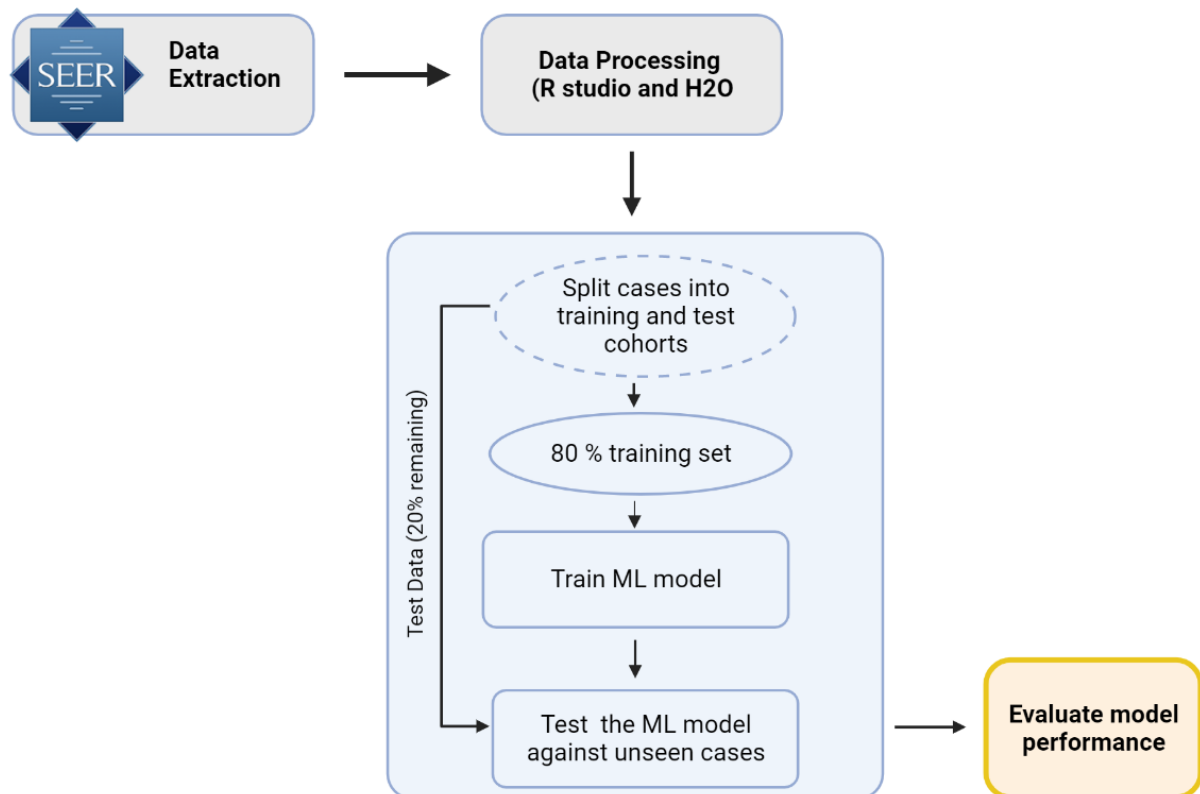 SEER
Data
Extraction
Data Processing
(R studio and H2O
Split cases into
training and test
cohorts
80 % training set
Test Data (20% remaining)
Train ML model
Test the ML model
against unseen cases
Evaluate model
performance